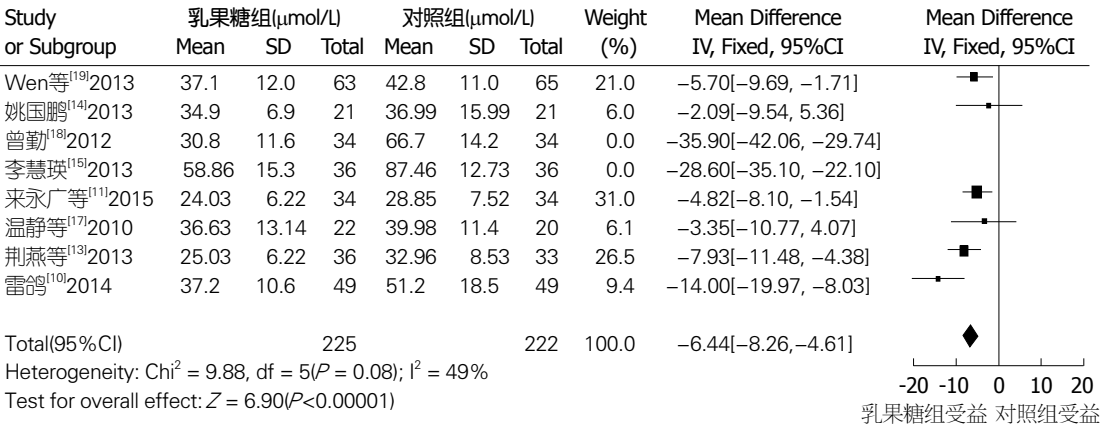 Study 乳果糖组(μmol/L) 对照组(μmol/L) Weight Mean Difference Mean Difference
or Subgroup Mean SD Total Mean SD Total (%) IV, Fixed, 95%CI IV, Fixed, 95%CI
Wen等[19]2013 37.1 12.0 63 42.8 11.0 65 21.0 −5.70[−9.69, −1.71]
姚国鹏[14]2013 34.9 6.9 21 36.99 15.99 21 6.0 −2.09[−9.54, 5.36]
曾勤[18]2012 30.8 11.6 34 66.7 14.2 34 0.0 −35.90[−42.06, −29.74]
李慧瑛[15]2013 58.86 15.3 36 87.46 12.73 36 0.0 −28.60[−35.10, −22.10]
来永广等[11]2015 24.03 6.22 34 28.85 7.52 34 31.0 −4.82[−8.10, −1.54]
温静等[17]2010 36.63 13.14 22 39.98 11.4 20 6.1 −3.35[−10.77, 4.07]
荆燕等[13]2013 25.03 6.22 36 32.96 8.53 33 26.5 −7.93[−11.48, −4.38]
雷鸽[10]2014 37.2 10.6 49 51.2 18.5 49 9.4 −14.00[−19.97, −8.03]
Total(95%CI) 225 222 100.0 −6.44[−8.26,−4.61]
Heterogeneity: Chi² = 9.88, df = 5(P = 0.08); I² = 49%
Test for overall effect: Z = 6.90(P<0.00001)
-20 -10 0 10 20
乳果糖组受益 对照组受益